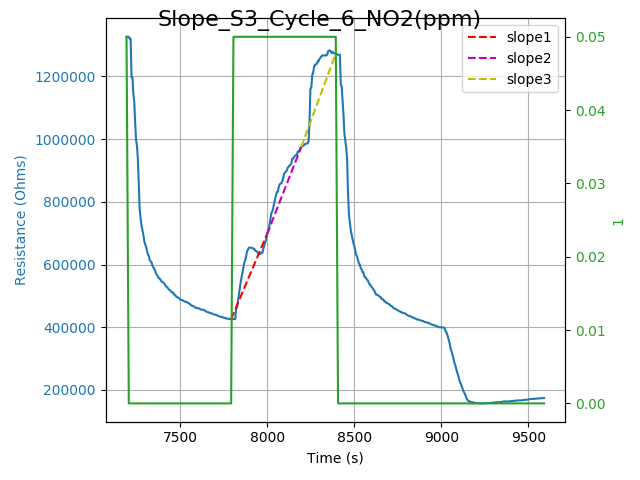 Slope_S3_Cycle_6_NO2(ppm)
slope1
slope2
slope3
1200000
1000000
800000
600000
400000
200000
Resistance (Ohms)
0.05
0.04
0.03
0.02
0.01
0.00
1
7500 8000 8500 9000 9500
Time (s)